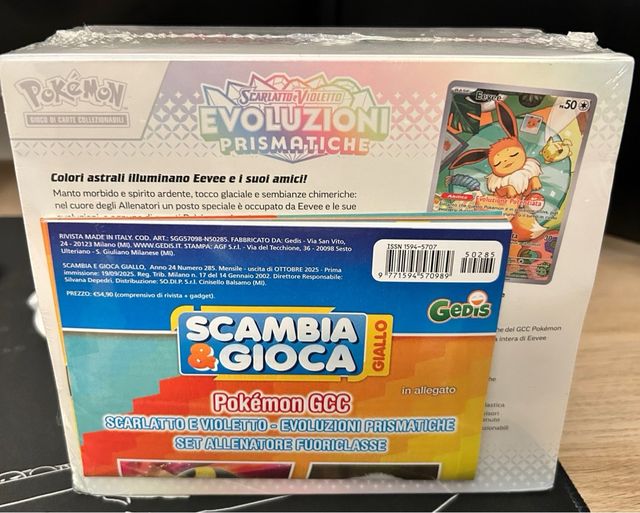 POKÉMON
GIOCO DI CARTE COLLEZIONABILI
SCARLATTO E VIOLETTO
EVOLUZIONI
PRISMATICHE
Eevee
50
Colori astrali illuminano Eevee e i suoi amici!
Manto morbido e spirito ardente, tocco glaciale e sembianze chimeriche:
nel cuore degli Allenatori un posto speciale è occupato da Eevee e le sue
RIVISTA MADE IN ITALY. COD. ART.: SGG57098-N50285. FABBRICATO DA: Gedis - Via San Vito,
24 - 20123 Milano (MI). WWW.GEDIS.IT. STAMPA: AGF S.r.l. - Via del Tecchione, 36 - 20098 Sesto
Ulteriano - S. Giuliano Milanese (MI).
SCAMBIA E GIOCA GIALLO, Anno 24 Numero 285. Mensile - uscita di OTTOBRE 2025 - Prima
immissione: 19/09/2025. Reg. Trib. Milano n. 17 del 14 Gennaio 2002. Direttore Responsabile:
Silvana Depedri. Distribuzione: SO.DI.P. S.r.l. Cinisello Balsamo (MI).
PREZZO: €54,90 (comprensivo di rivista + gadget).
ISSN 1594-5707
50285
9 771594 570989
GEDIS
SCAMBIA
& GIOCA
GIALLO
in allegato
Pokémon GCC
SCARLATTO E VIOLETTO - EVOLUZIONI PRISMATICHE
SET ALLENATORE FUORICLASSE
ne del GCC Pokémon
intera di Eevee